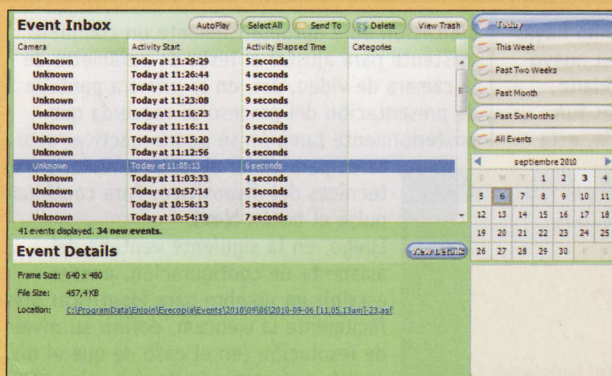 Event Inbox AutoPlay Select All Send To Delete View Trash
Camera Activity Start Activity Elapsed Time Categories
Unknown Today at 11:29:29 5 seconds
Unknown Today at 11:26:44 4 seconds
Unknown Today at 11:24:40 5 seconds
Unknown Today at 11:23:08 9 seconds
Unknown Today at 11:16:23 7 seconds
Unknown Today at 11:16:11 6 seconds
Unknown Today at 11:15:20 7 seconds
Unknown Today at 11:12:56 6 seconds
Unknown Today at 11:05:13 6 seconds
Unknown Today at 11:03:33 4 seconds
Unknown Today at 10:57:14 5 seconds
Unknown Today at 10:56:13 5 seconds
Unknown Today at 10:54:19 7 seconds
41 events displayed. 34 new events.
Event Details View Details
Frame Size: 640 x 480
File Size: 457,4 KB
Location: C:\ProgramData\Enjoin\Eyecopia\Events\2010\09\06\2010-09-06 [11.05.13am]-23.asf
Today
This Week
Past Two Weeks
Past Month
Past Six Months
All Events
septiembre 2010
S M T 1 2 3 4
5 6 7 8 9 10 11
12 13 14 15 16 17 18
19 20 21 22 23 24 25
26 27 28 29 30 F S